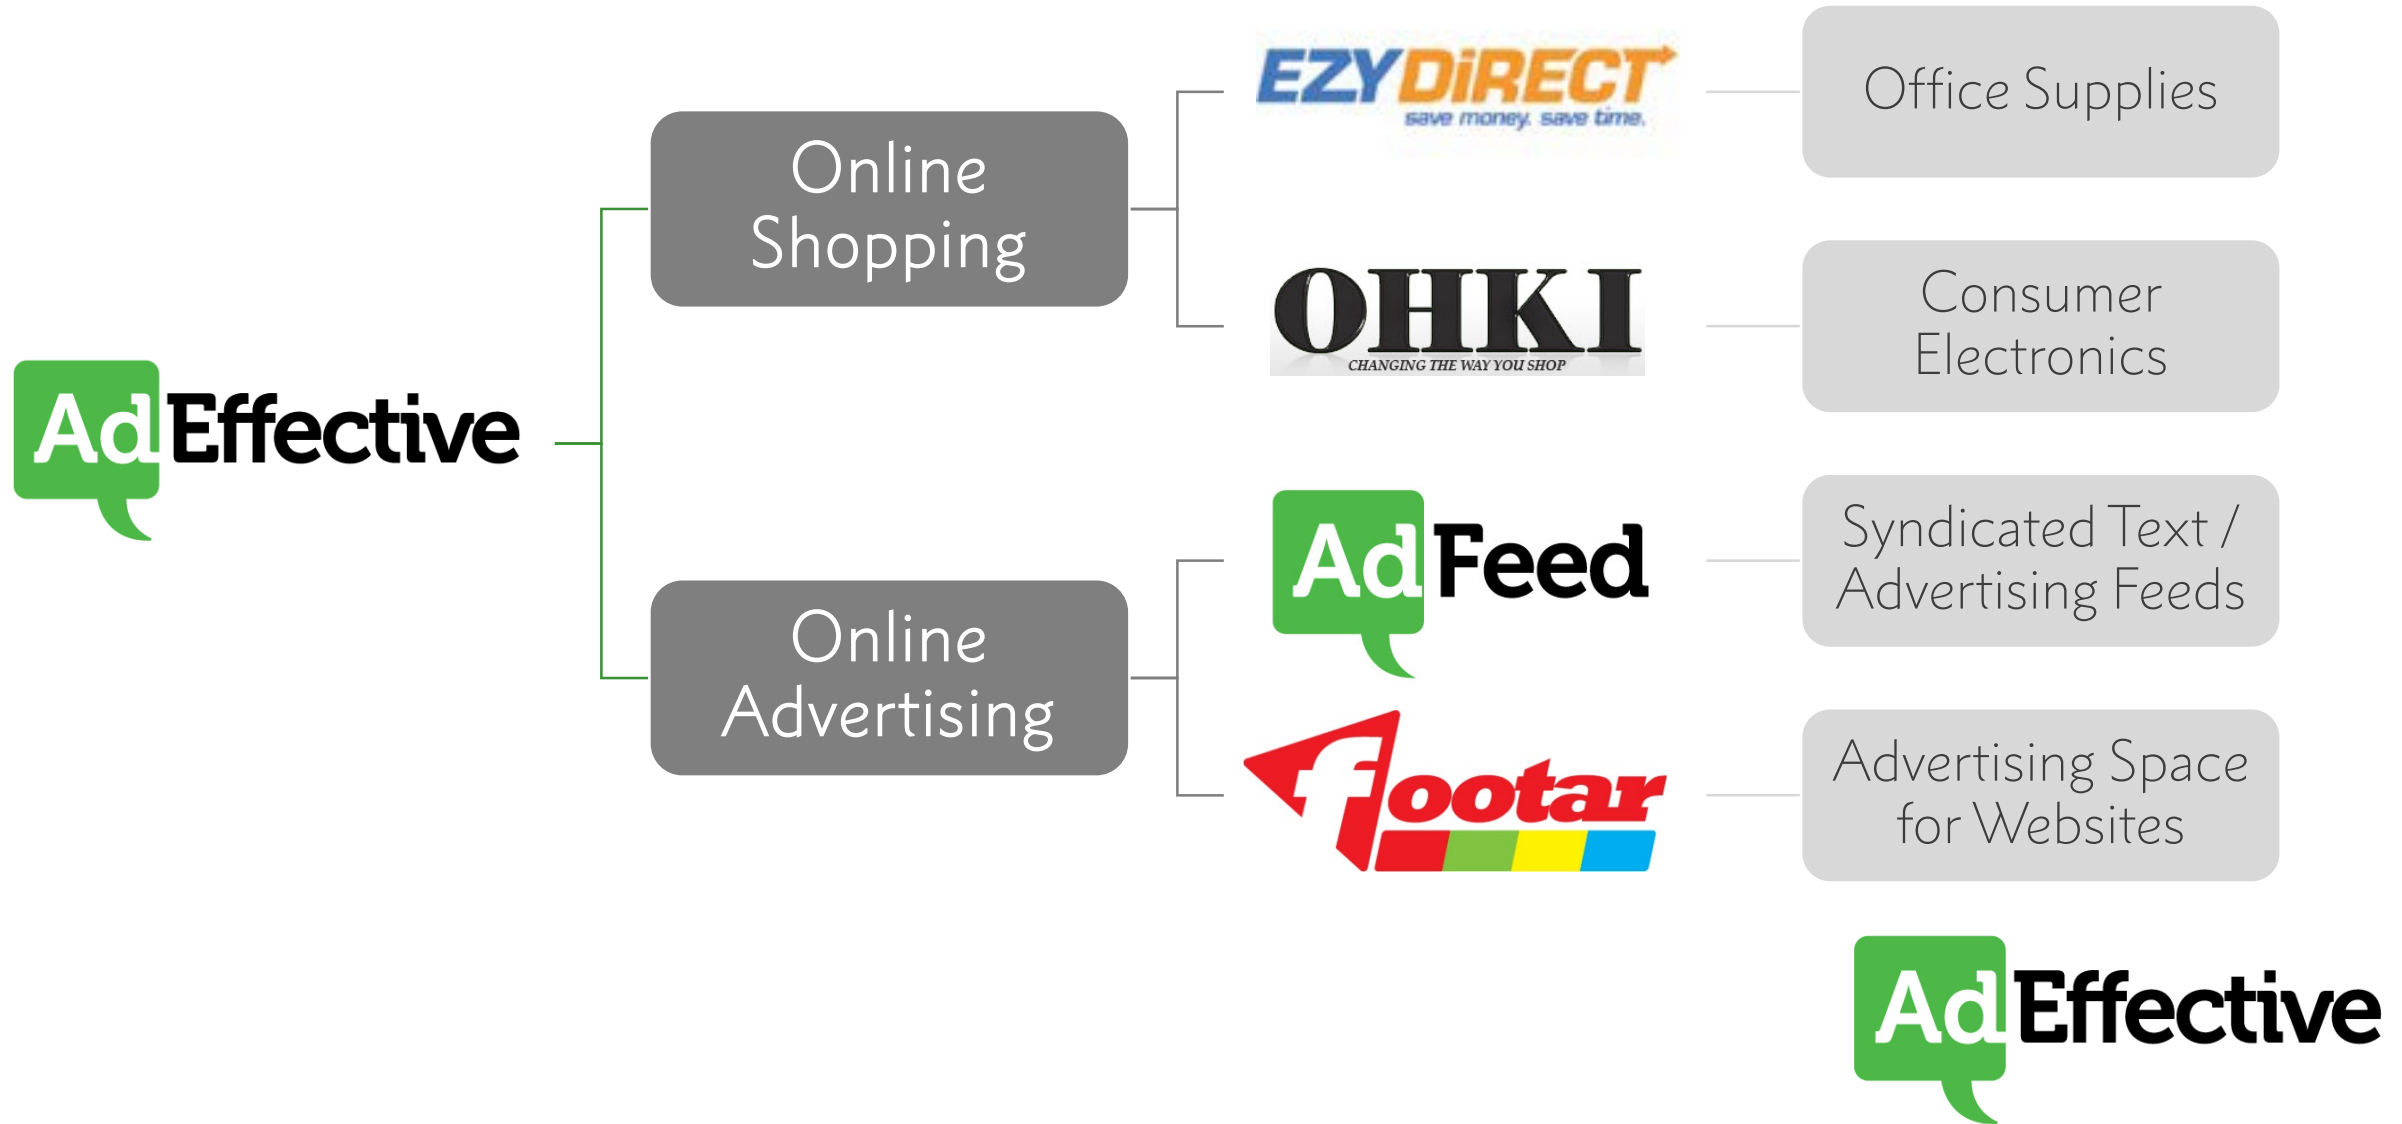 AdEffective
Online
Shopping
Online
Advertising
EZYDiRECT
save money. save time.
OHKI
CHANGING THE WAY YOU SHOP
AdFeed
footar
Office Supplies
Consumer
Electronics
Syndicated Text /
Advertising Feeds
Advertising Space
for Websites
AdEffective